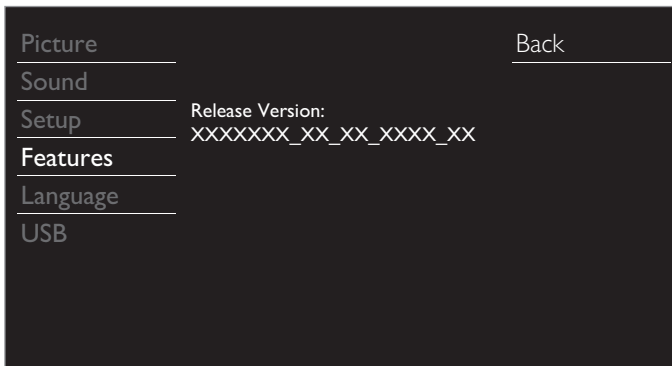 Picture
Sound
Setup
Features
Language
USB
Release Version:
XXXXXXX_XX_XX_XXXX_XX
Back